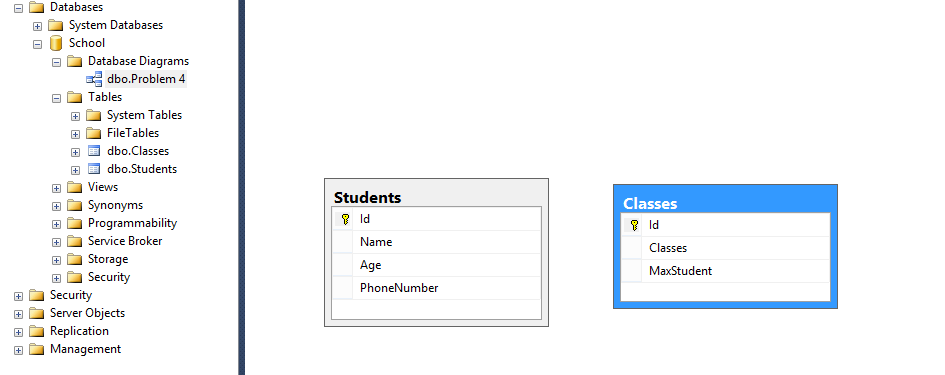 Databases
System Databases
School
Database Diagrams
dbo.Problem 4
Tables
System Tables
FileTables
dbo.Classes
dbo.Students
Views
Synonyms
Programmability
Service Broker
Storage
Security
Security
Server Objects
Replication
Management
Students
Id
Name
Age
PhoneNumber
Classes
Id
Classes
MaxStudent